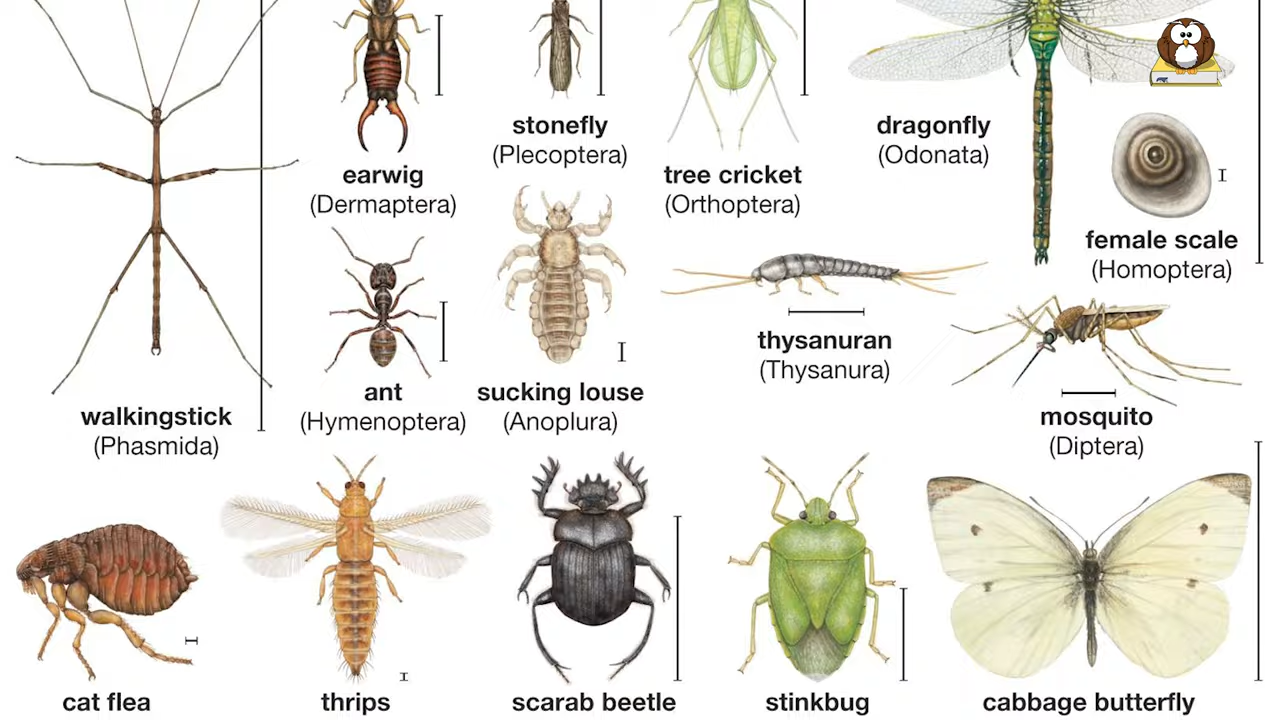 stonefly
(Plecoptera)
dragonfly
(Odonata)
earwig
(Dermaptera)
tree cricket
(Orthoptera)
female scale
(Homoptera)
thysanuran
(Thysanura)
ant
(Hymenoptera)
sucking louse
(Anoplura)
walkingstick
(Phasmida)
mosquito
(Diptera)
cat flea
thrips
scarab beetle
stinkbug
cabbage butterfly